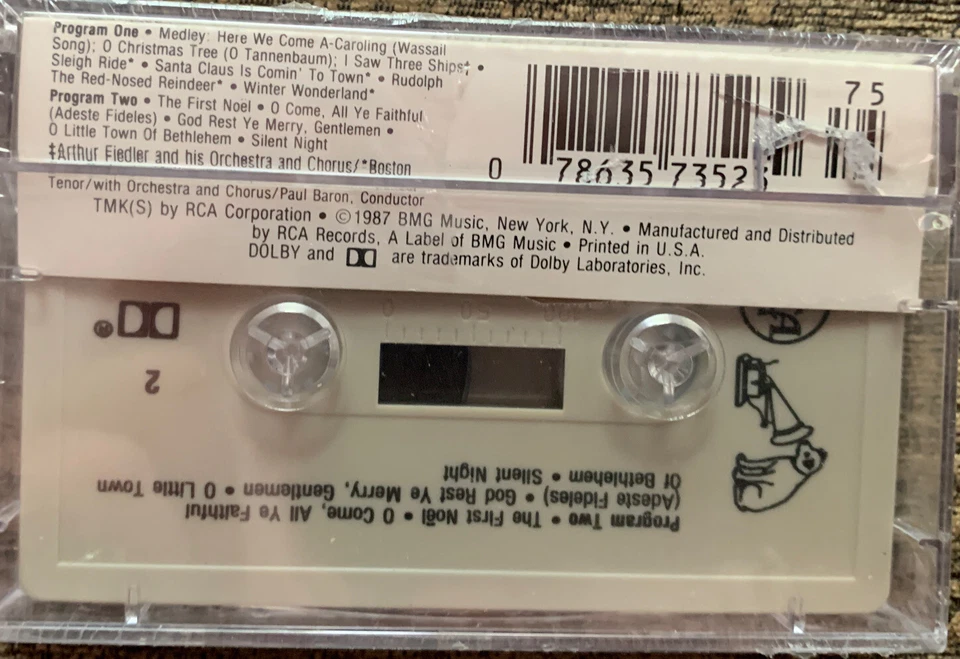 Program One • Medley: Here We Come A-Caroling (Wassail
Song); O Christmas Tree (O Tannenbaum); I Saw Three Ships‡ •
Sleigh Ride* • Santa Claus Is Comin' To Town* • Rudolph
The Red-Nosed Reindeer* • Winter Wonderland*
Program Two • The First Noel • O Come, All Ye Faithful
(Adeste Fideles) • God Rest Ye Merry, Gentlemen •
O Little Town Of Bethlehem • Silent Night
‡Arthur Fiedler and his Orchestra and Chorus/*Boston
75
0 78635 7352
Tenor/with Orchestra and Chorus/Paul Baron, Conductor
TMK(S) by RCA Corporation • ©1987 BMG Music, New York, N.Y. • Manufactured and Distributed
by RCA Records, A Label of BMG Music • Printed in U.S.A.
DOLBY and DD are trademarks of Dolby Laboratories, Inc.
0 50 100
®
2
Program Two • The First Noël • O Come, All Ye Faithful
(Adeste Fideles) • God Rest Ye Merry, Gentlemen • O Little Town
Of Bethlehem • Silent Night